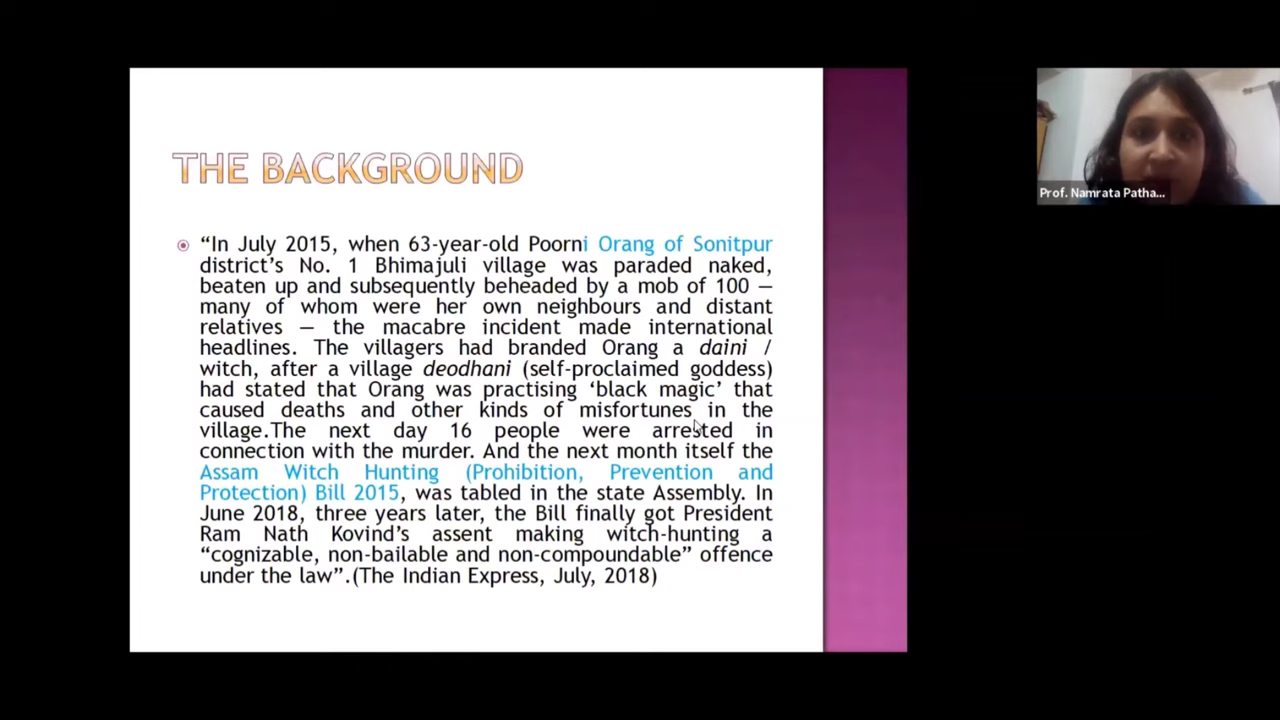 THE BACKGROUND
“In July 2015, when 63-year-old Poorni Orang of Sonitpur
district’s No. 1 Bhimajuli village was paraded naked,
beaten up and subsequently beheaded by a mob of 100 —
many of whom were her own neighbours and distant
relatives — the macabre incident made international
headlines. The villagers had branded Orang a daini /
witch, after a village deodhani (self-proclaimed goddess)
had stated that Orang was practising ‘black magic’ that
caused deaths and other kinds of misfortunes in the
village.The next day 16 people were arrested in
connection with the murder. And the next month itself the
Assam Witch Hunting (Prohibition, Prevention and
Protection) Bill 2015, was tabled in the state Assembly. In
June 2018, three years later, the Bill finally got President
Ram Nath Kovind’s assent making witch-hunting a
“cognizable, non-bailable and non-compoundable” offence
under the law”.(The Indian Express, July, 2018)
Prof. Namrata Patha...